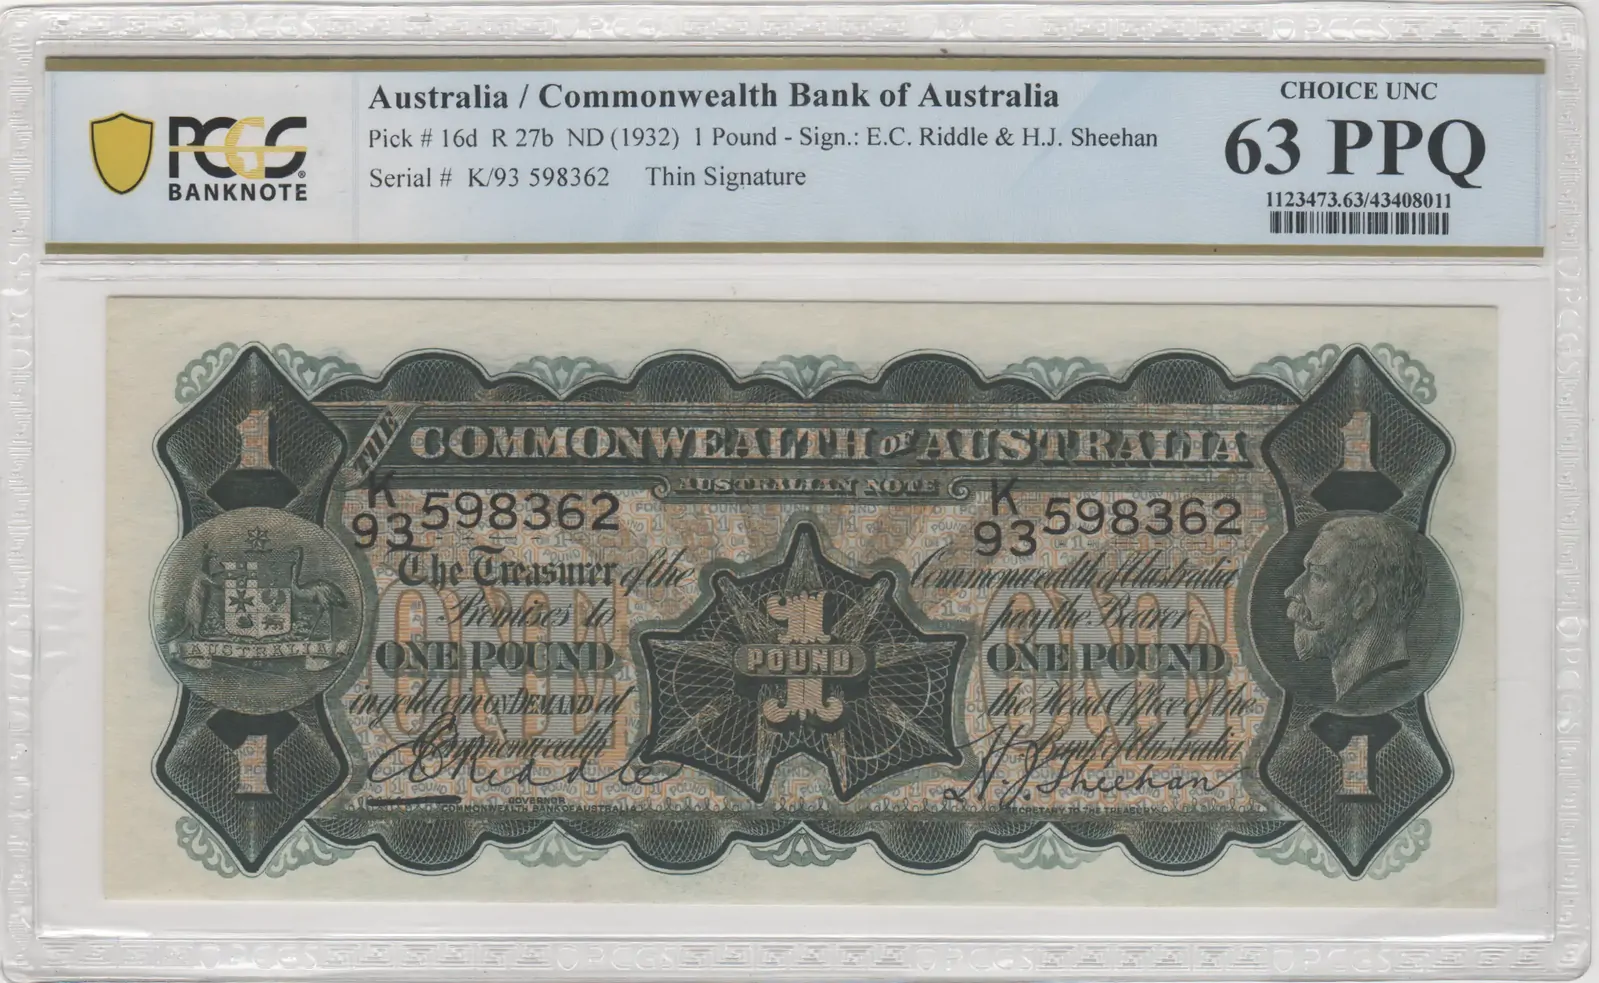 PCGS
BANKNOTE
Australia / Commonwealth Bank of Australia
Pick # 16d R 27b ND (1932) 1 Pound - Sign.: E.C. Riddle & H.J. Sheehan
Serial # K/93 598362 Thin Signature
CHOICE UNC
63 PPQ
1123473.63/43408011
1
1
THE COMMONWEALTH OF AUSTRALIA
AUSTRALIAN NOTE
K
93 598362
K
93 598362
The Treasurer of the
Commonwealth of Australia
Promises to
pay the Bearer
ONE POUND
ONE POUND
in gold coin ON DEMAND at
the Head Office of the
Commonwealth
Bank of Australia
1
POUND
ONE
ONE
AUSTRALIA
E C Riddle
GOVERNOR
COMMONWEALTH BANK OF AUSTRALIA
H.J. Sheehan
SECRETARY TO THE TREASURY
1
1